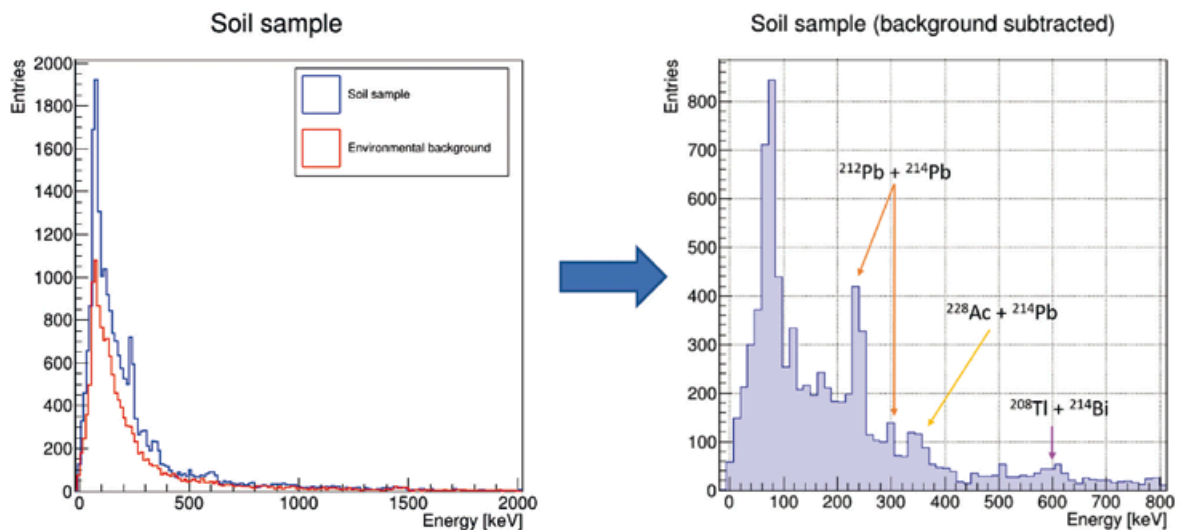 Soil sample
Entries
2000
1800
1600
1400
1200
1000
800
600
400
200
0
Soil sample
Environmental background
0 500 1000 1500 2000
Energy [keV]
Soil sample (background subtracted)
Entries
800
700
600
500
400
300
200
100
0
²¹²Pb + ²¹⁴Pb
²²⁸Ac + ²¹⁴Pb
²⁰⁸Tl + ²¹⁴Bi
0 100 200 300 400 500 600 700 800
Energy [keV]